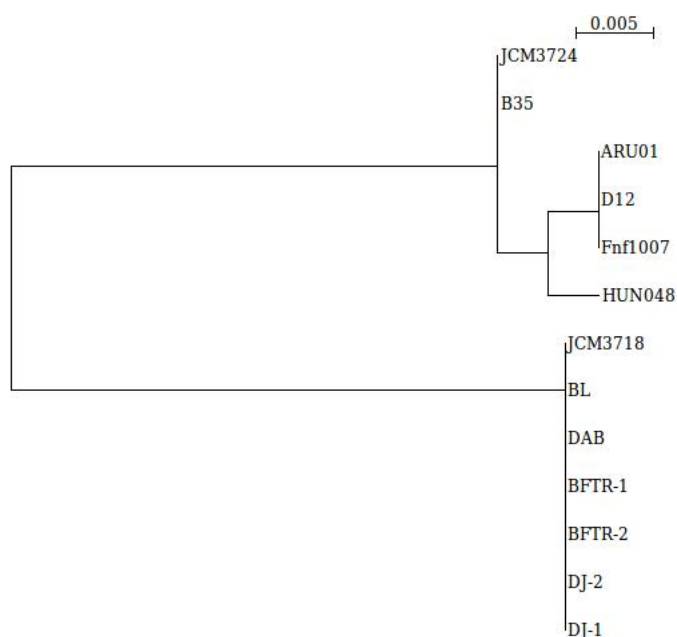 0.005
JCM3724
B35
ARU01
D12
Fnf1007
HUN048
JCM3718
BL
DAB
BFTR-1
BFTR-2
DJ-2
DJ-1